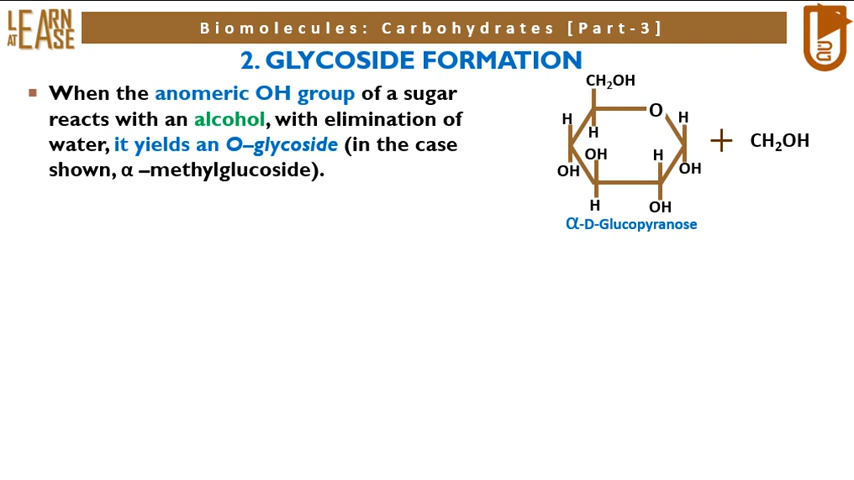 LEARN
AT EASE
Biomolecules: Carbohydrates [Part-3]
2. GLYCOSIDE FORMATION
▪ When the anomeric OH group of a sugar
reacts with an alcohol, with elimination of
water, it yields an O–glycoside (in the case
shown, α –methylglucoside).
CH₂OH
O
H
H
H
OH
H
OH
OH
H
OH
+ CH₂OH
α-D-Glucopyranose